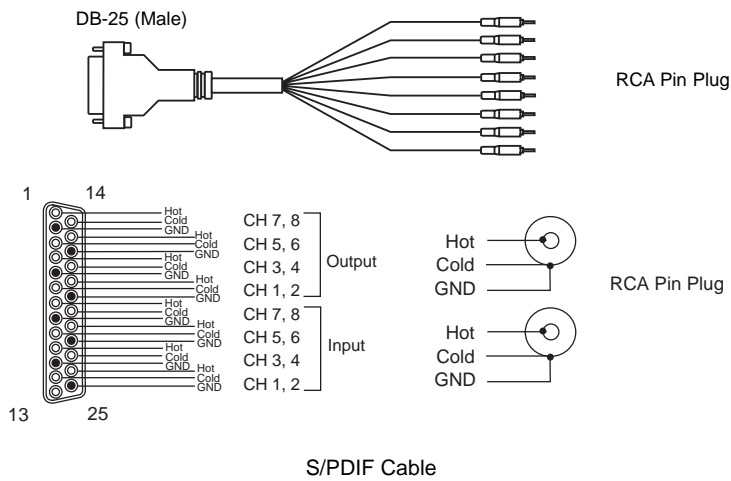 DB-25 (Male)
RCA Pin Plug
1 14
Hot
Cold
GND
CH 7, 8
Hot
Cold
GND
CH 5, 6
Hot
Cold
GND
CH 3, 4
Hot
Cold
GND
CH 1, 2
Output
Hot
Cold
GND
CH 7, 8
Hot
Cold
GND
CH 5, 6
Hot
Cold
GND
CH 3, 4
Hot
Cold
GND
CH 1, 2
Input
13 25
Hot
Cold
GND
Hot
Cold
GND
RCA Pin Plug
S/PDIF Cable